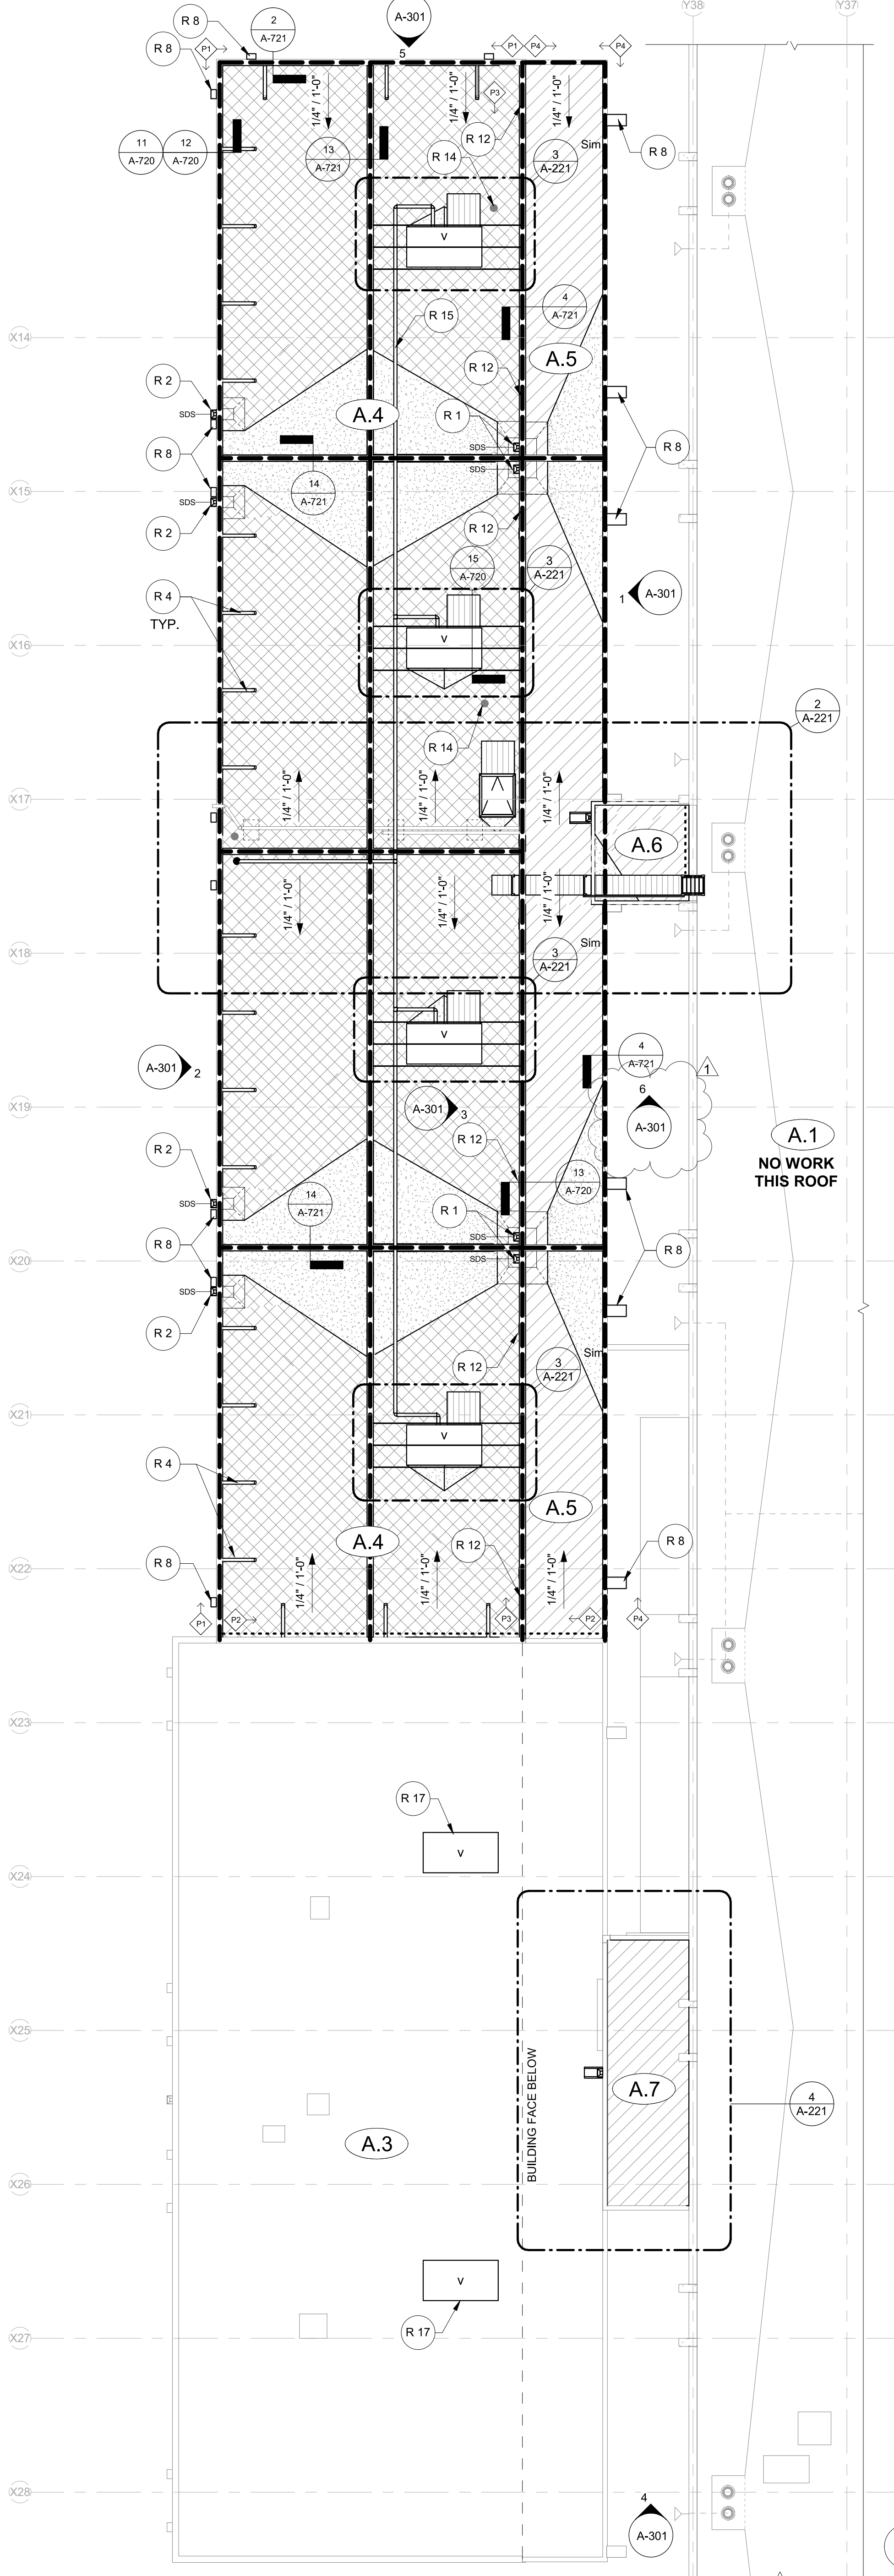 Y38
Y37
R 8
2
A-721
A-301
5
R 8
P1
P1
P4
P4
1/4" / 1'-0"
1/4" / 1'-0"
1/4" / 1'-0"
P3
11
A-720
12
A-720
13
A-721
R 12
R 14
3
A-221
Sim
R 8
V
R 15
4
A-721
X14
A.5
R 12
R 2
SDS
A.4
R 1
SDS
SDS
R 8
R 8
14
A-721
X15
SDS
R 2
R 12
15
A-720
3
A-221
R 4
TYP.
1
A-301
V
X16
2
A-221
R 14
X17
1/4" / 1'-0"
1/4" / 1'-0"
1/4" / 1'-0"
A.6
1/4" / 1'-0"
1/4" / 1'-0"
1/4" / 1'-0"
X18
3
A-221
Sim
V
A-301
2
4
A-721
1
6
A-301
A-301
3
X19
A.1
NO WORK
THIS ROOF
R 12
R 2
SDS
14
A-721
13
A-720
R 1
SDS
SDS
R 8
R 8
X20
SDS
R 2
R 12
3
A-221
Sim
X21
V
R 4
A.5
A.4
R 12
R 8
R 8
X22
1/4" / 1'-0"
1/4" / 1'-0"
1/4" / 1'-0"
P1
P2
P3
P2
P4
X23
R 17
V
X24
X25
BUILDING FACE BELOW
A.7
4
A-221
A.3
X26
V
R 17
X27
X28
4
A-301